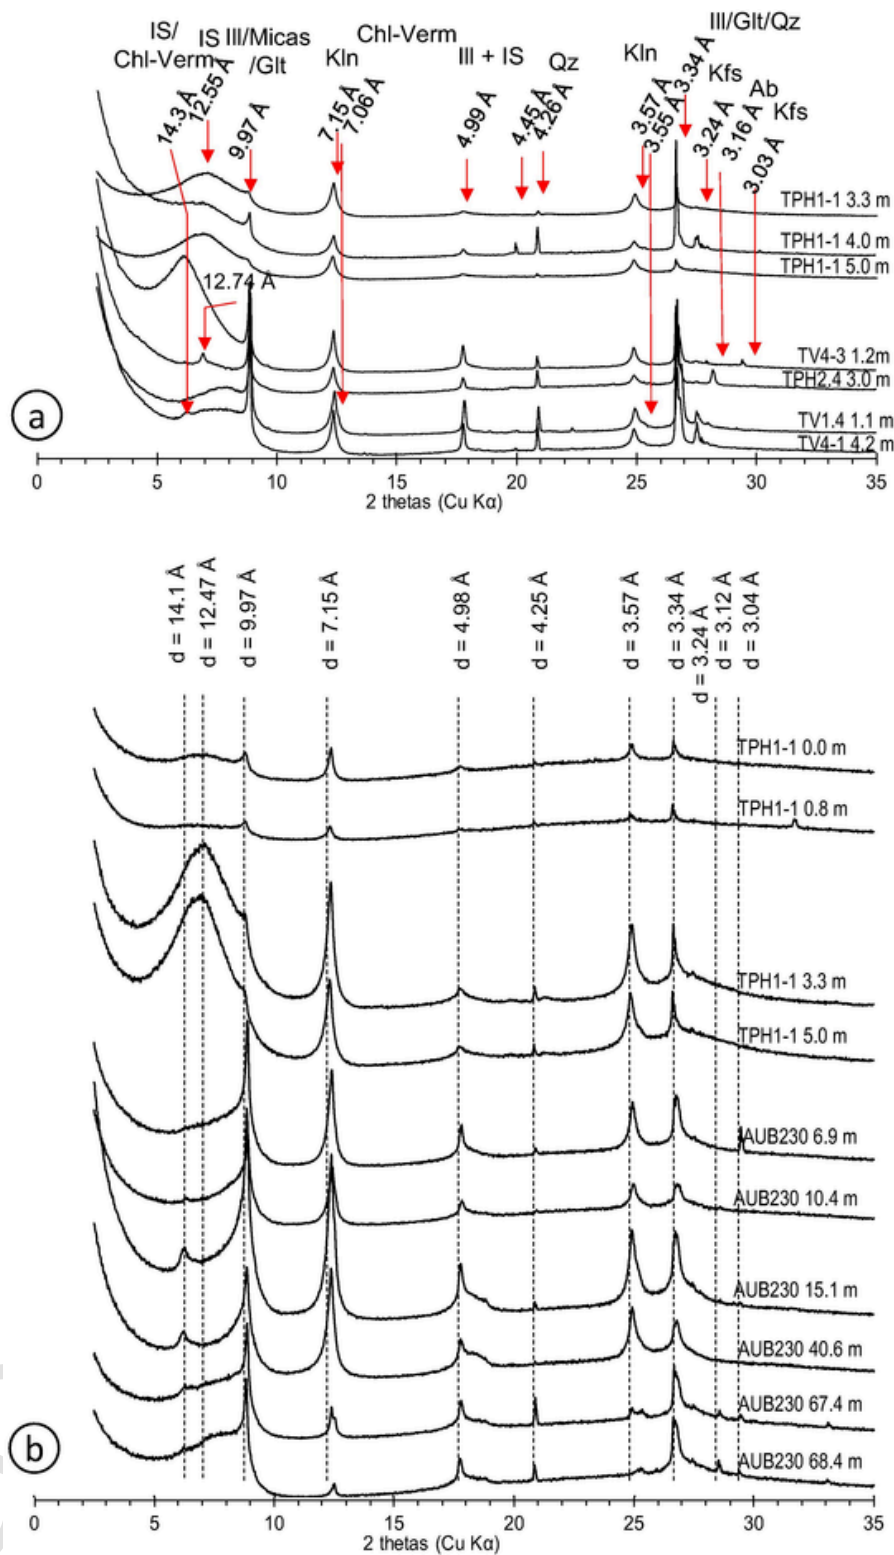 IS/
Chl-Verm
IS
Ill/Micas
/Glt
Kln
Chl-Verm
Ill + IS
Qz
Kln
Ill/Glt/Qz
Kfs
Ab
Kfs
14.3 Å
12.55 Å
9.97 Å
7.15 Å
7.06 Å
4.99 Å
4.45 Å
4.26 Å
3.57 Å
3.55 Å
3.34 Å
3.24 Å
3.16 Å
3.03 Å
12.74 Å
TPH1-1 3.3 m
TPH1-1 4.0 m
TPH1-1 5.0 m
TV4-3 1.2m
TPH2.4 3.0 m
TV1.4 1.1 m
TV4-1 4.2 m
a
0 5 10 15 20 25 30 35
2 thetas (Cu Kα)
d = 14.1 Å
d = 12.47 Å
d = 9.97 Å
d = 7.15 Å
d = 4.98 Å
d = 4.25 Å
d = 3.57 Å
d = 3.34 Å
d = 3.24 Å
d = 3.12 Å
d = 3.04 Å
TPH1-1 0.0 m
TPH1-1 0.8 m
TPH1-1 3.3 m
TPH1-1 5.0 m
AUB230 6.9 m
AUB230 10.4 m
AUB230 15.1 m
AUB230 40.6 m
AUB230 67.4 m
AUB230 68.4 m
b
0 5 10 15 20 25 30 35
2 thetas (Cu Kα)